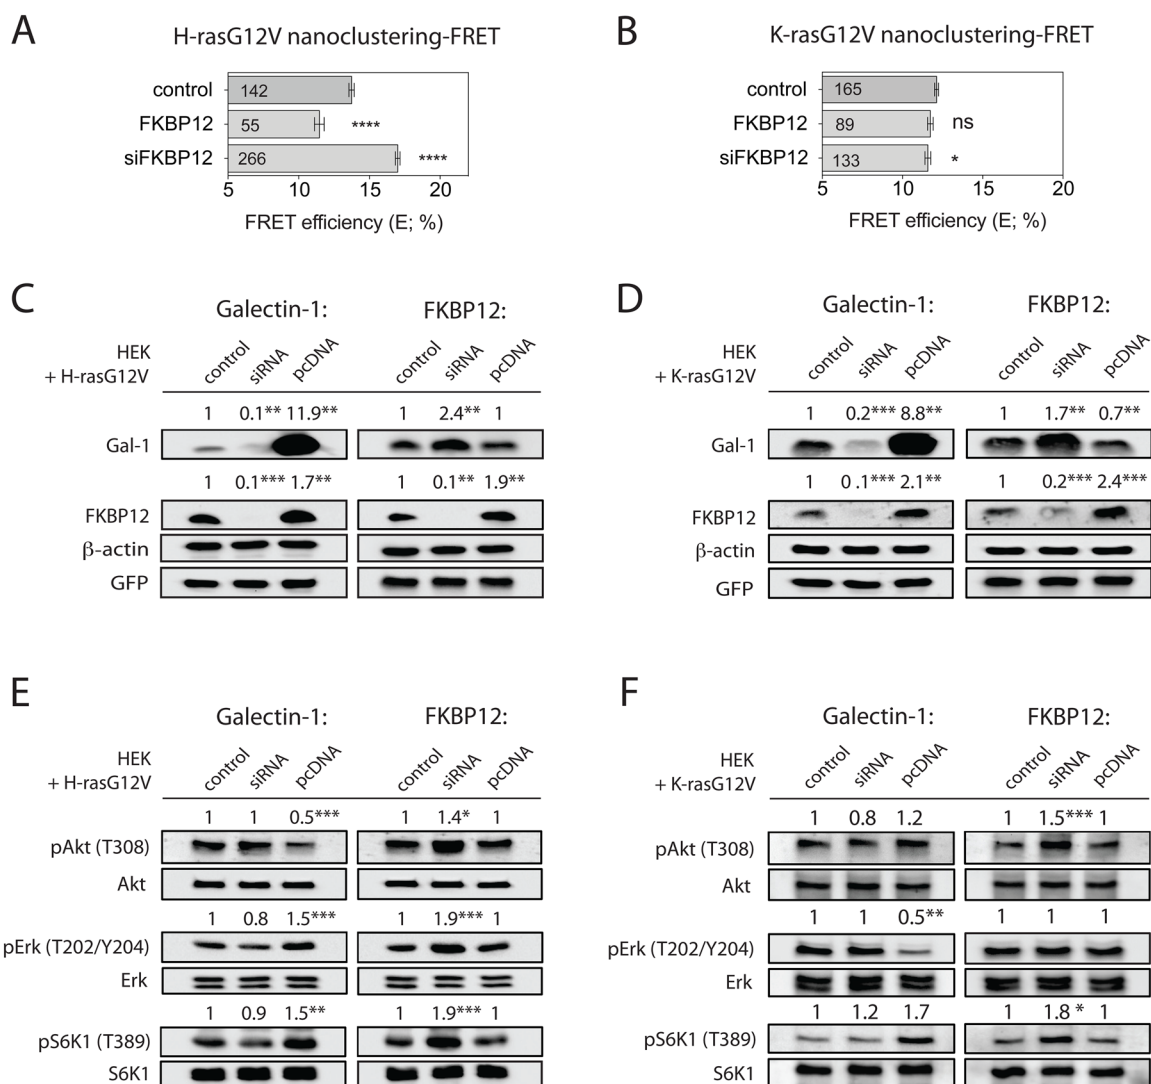 A
H-rasG12V nanoclustering-FRET
control 142
FKBP12 55 ****
siFKBP12 266 ****
5 10 15 20
FRET efficiency (E; %)
B
K-rasG12V nanoclustering-FRET
control 165
FKBP12 89 ns
siFKBP12 133 *
5 10 15 20
FRET efficiency (E; %)
C
Galectin-1: FKBP12:
HEK
+ H-rasG12V
control siRNA pcDNA control siRNA pcDNA
1 0.1** 11.9** 1 2.4** 1
Gal-1
1 0.1*** 1.7** 1 0.1** 1.9**
FKBP12
β-actin
GFP
D
Galectin-1: FKBP12:
HEK
+ K-rasG12V
control siRNA pcDNA control siRNA pcDNA
1 0.2*** 8.8** 1 1.7** 0.7**
Gal-1
1 0 .1*** 2.1** 1 0.2*** 2.4***
FKBP12
β-actin
GFP
E
Galectin-1: FKBP12:
HEK
+ H-rasG12V
control siRNA pcDNA control siRNA pcDNA
1 1 0.5*** 1 1.4* 1
pAkt (T308)
Akt
1 0.8 1.5*** 1 1.9*** 1
pErk (T202/Y204)
Erk
1 0.9 1.5** 1 1.9*** 1
pS6K1 (T389)
S6K1
F
Galectin-1: FKBP12:
HEK
+ K-rasG12V
control siRNA pcDNA control siRNA pcDNA
1 0.8 1.2 1 1.5*** 1
pAkt (T308)
Akt
1 1 0.5** 1 1 1
pErk (T202/Y204)
Erk
1 1.2 1.7 1 1.8 * 1
pS6K1 (T389)
S6K1